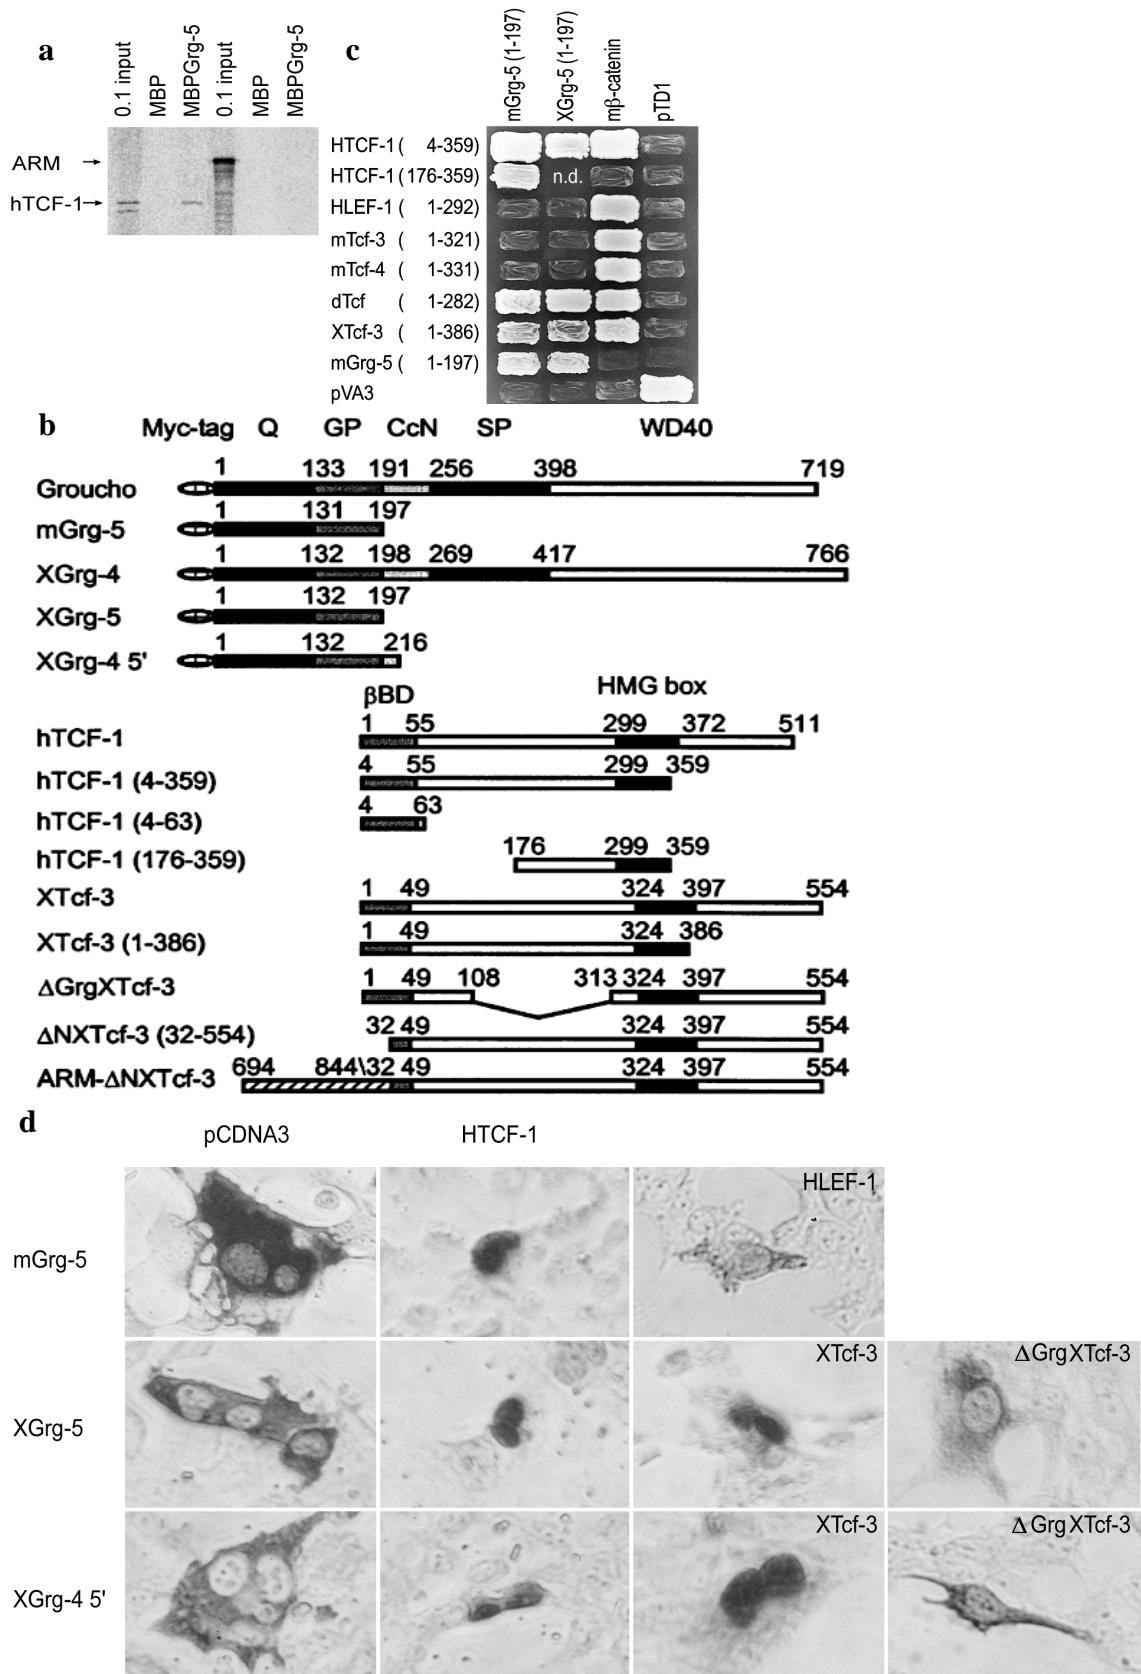 a
0.1 input
MBP
MBPGrg-5
0.1 input
MBP
MBPGrg-5
ARM
hTCF-1
c
mGrg-5 (1-197)
XGrg-5 (1-197)
mβ-catenin
pTD1
HTCF-1 ( 4-359)
HTCF-1 (176-359)
n.d.
HLEF-1 ( 1-292)
mTcf-3 ( 1-321)
mTcf-4 ( 1-331)
dTcf ( 1-282)
XTcf-3 ( 1-386)
mGrg-5 ( 1-197)
pVA3
b
Myc-tag Q GP CcN SP WD40
1 133 191 256 398 719
Groucho
1 131 197
mGrg-5
1 132 198 269 417 766
XGrg-4
1 132 197
XGrg-5
1 132 216
XGrg-4 5'
βBD HMG box
1 55 299 372 511
hTCF-1
4 55 299 359
hTCF-1 (4-359)
4 63
hTCF-1 (4-63)
176 299 359
hTCF-1 (176-359)
1 49 324 397 554
XTcf-3
1 49 324 386
XTcf-3 (1-386)
1 49 108 313 324 397 554
ΔGrgXTcf-3
32 49 324 397 554
ΔNXTcf-3 (32-554)
694 844\32 49 324 397 554
ARM-ΔNXTcf-3
d
pCDNA3 HTCF-1
HLEF-1
mGrg-5
XTcf-3 ΔGrgXTcf-3
XGrg-5
XTcf-3 ΔGrgXTcf-3
XGrg-4 5'